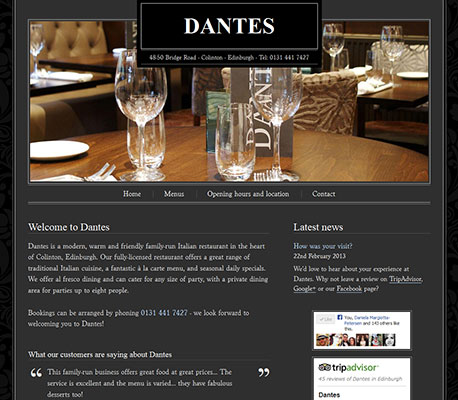 DANTES
48-50 Bridge Road - Colinton - Edinburgh - Tel: 0131 441 7427
DANTE
Home
Menus
Opening hours and location
Contact
Welcome to Dantes
Dantes is a modern, warm and friendly family-run Italian restaurant in the heart
of Colinton, Edinburgh. Our fully-licensed restaurant offers a great range of
traditional Italian cuisine, a fantastic á la carte menu, and seasonal daily specials.
We offer al fresco dining and can cater for any size of party, with a private dining
area for parties up to eight people.
Bookings can be arranged by phoning 0131 441 7427 - we look forward to
welcoming you to Dantes!
What our customers are saying about Dantes
“ This family-run business offers great food at great prices... The ”
service is excellent and the menu is varied... they have fabulous
desserts too!
Latest news
How was your visit?
22nd February 2013
We'd love to hear about your experience at
Dantes. Why not leave a review on TripAdvisor,
Google+ or our Facebook page?
Like
You, Daniela Margiotta-
Petersen and 143 others like
this.
tripadvisor
45 reviews of Dantes in Edinburgh
Dantes